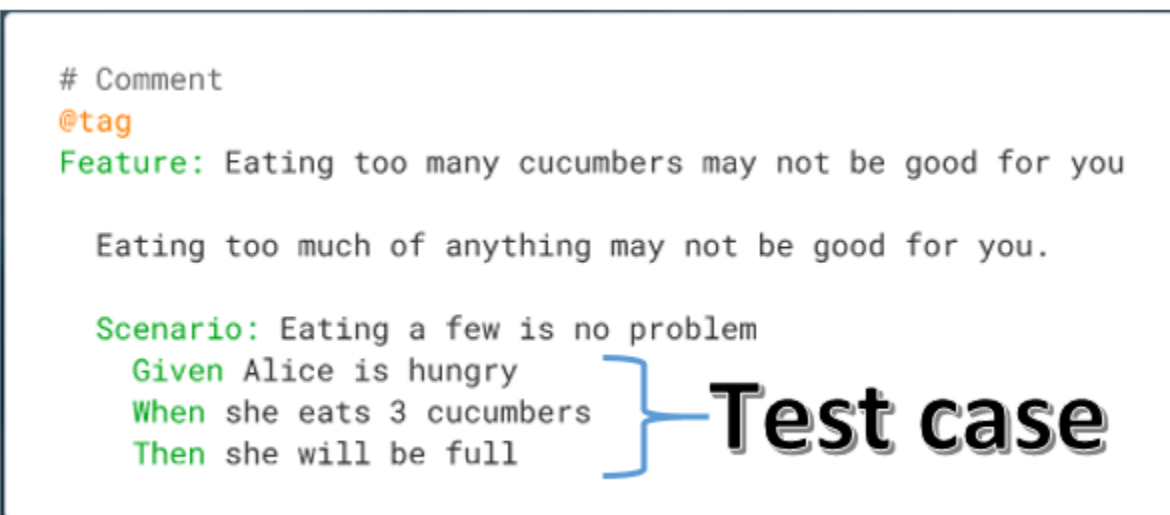 # Comment
@tag
Feature: Eating too many cucumbers may not be good for you
Eating too much of anything may not be good for you.
Scenario: Eating a few is no problem
Given Alice is hungry
When she eats 3 cucumbers
Then she will be full
Test case